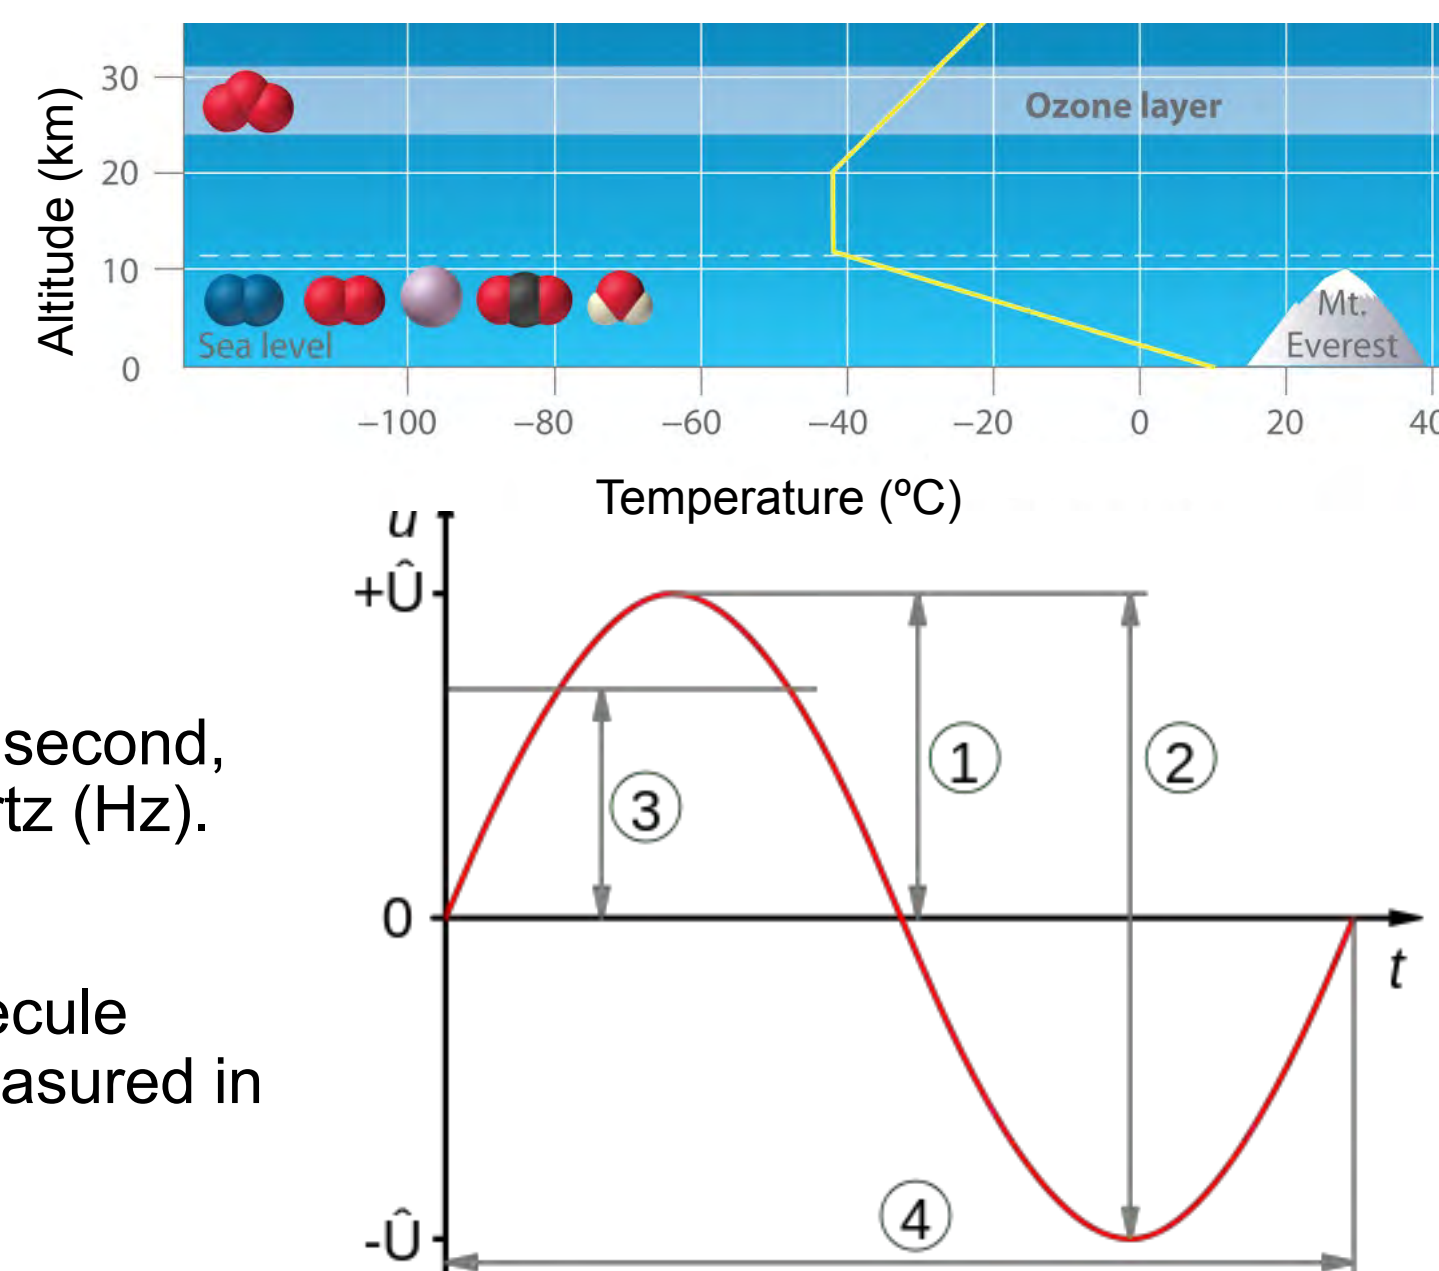 Altitude (km)
30
20
10
0
Ozone layer
Sea level
Mt.
Everest
−100 −80 −60 −40 −20 0 20
Temperature (ºC)
u
+Û
0
-Û
t
1
2
3
4
second,
rtz (Hz).
ecule
asured in